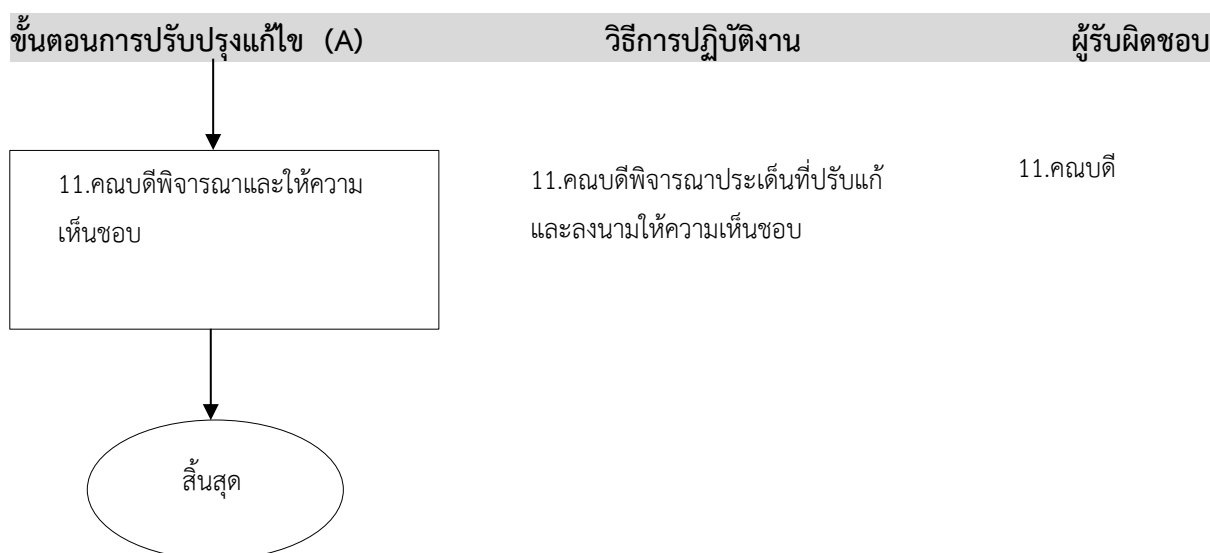 ขั้นตอนการปรับปรุงแก้ไข (A) วิธีการปฏิบัติงาน ผู้รับผิดชอบ
11.คณบดีพิจารณาและให้ความ
เห็นชอบ
11.คณบดีพิจารณาประเด็นที่ปรับแก้
และลงนามให้ความเห็นชอบ
11.คณบดี
สิ้นสุด